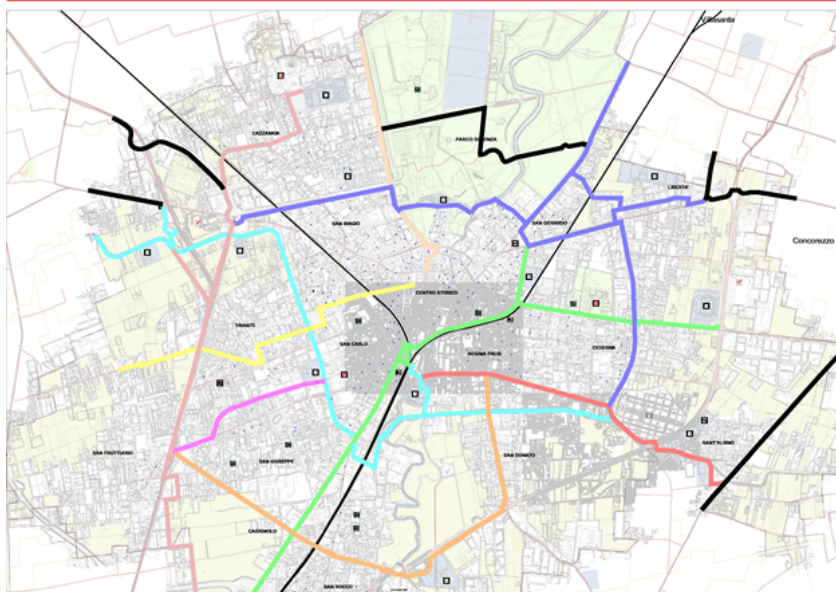 Villasanta
CAZZANIGA
PARCO DI MONZA
LIBERTA'
SAN BIAGIO
SAN GERARDO
Concorezzo
CENTRO STORICO
TRIANTE
SAN CARLO
REGINA PACIS
CEDERNA
SANT'ALBINO
SAN FRUTTUOSO
SAN GIUSEPPE
SAN DONATO
CASIGNOLO
SAN ROCCO